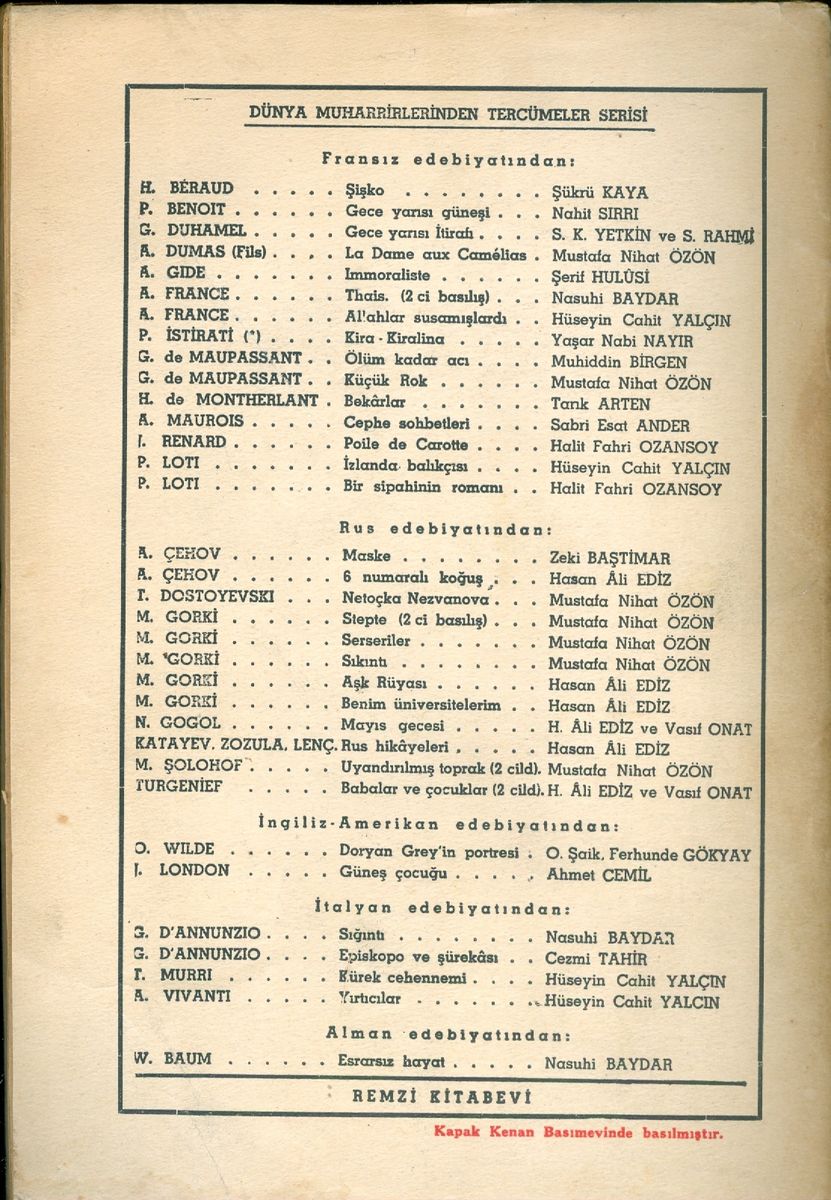 DÜNYA MUHARRİRLERİNDEN TERCÜMELER SERİSİ
Fransız edebiyatından:
H. BÉRAUD . . . . . Şişko . . . . . . . . Şükrü KAYA
P. BENOIT . . . . . Gece yarısı güneşi . . . Nahit SIRRI
G. DUHAMEL . . . . . Gece yarısı İtirafı . . . . S. K. YETKİN ve S. RAHMİ
A. DUMAS (Fils) . . . . La Dame aux Camélias . Mustafa Nihat ÖZÖN
A. GIDE . . . . . . . Immoraliste . . . . . . Şerif HULÛSİ
A. FRANCE . . . . . . Thais. (2 ci basılış) . . . Nasuhi BAYDAR
A. FRANCE . . . . . . Al'ahlar susamışlardı . . Hüseyin Cahit YALÇIN
P. İSTİRATİ (*) . . . . Kira - Kiralina . . . . . Yaşar Nabi NAYIR
G. de MAUPASSANT . . Ölüm kadar acı . . . . Muhiddin BİRGEN
G. de MAUPASSANT . . Küçük Rok . . . . . . Mustafa Nihat ÖZÖN
H. de MONTHERLANT . Bekârlar . . . . . . . Tarık ARTEN
A. MAUROIS . . . . . Cephe sohbetleri . . . . Sabri Esat ANDER
J. RENARD . . . . . . Poile de Carotte . . . . Halit Fahri OZANSOY
P. LOTI . . . . . . . İzlanda balıkçısı . . . . Hüseyin Cahit YALÇIN
P. LOTI . . . . . . . Bir sipahinin romanı . . Halit Fahri OZANSOY
Rus edebiyatından:
A. ÇEHOV . . . . . . Maske . . . . . . . . Zeki BAŞTİMAR
A. ÇEHOV . . . . . . 6 numaralı koğuş . . . Hasan Âli EDİZ
T. DOSTOYEVSKI . . . Netoçka Nezvanova . . . Mustafa Nihat ÖZÖN
M. GORKİ . . . . . . Stepte (2 ci basılış) . . . Mustafa Nihat ÖZÖN
M. GORKİ . . . . . . Serseriler . . . . . . . Mustafa Nihat ÖZÖN
M. GORKİ . . . . . . Sıkıntı . . . . . . . . Mustafa Nihat ÖZÖN
M. GORKİ . . . . . . Aşk Rüyası . . . . . . Hasan Âli EDİZ
M. GORKİ . . . . . . Benim üniversitelerim . . Hasan Âli EDİZ
N. GOGOL . . . . . . Mayıs gecesi . . . . . H. Âli EDİZ ve Vasıf ONAT
KATAYEV, ZOZULA, LENÇ. Rus hikâyeleri . . . . . Hasan Âli EDİZ
M. ŞOLOHOF . . . . . Uyandırılmış toprak (2 cild). Mustafa Nihat ÖZÖN
TURGENİEF . . . . . Babalar ve çocuklar (2 cild). H. Âli EDİZ ve Vasıf ONAT
İngiliz-Amerikan edebiyatından:
O. WILDE . . . . . . Doryan Grey'in portresi . O. Şaik, Ferhunde GÖKYAY
J. LONDON . . . . . Güneş çocuğu . . . . . Ahmet CEMİL
İtalyan edebiyatından:
G. D'ANNUNZIO . . . . Sığıntı . . . . . . . . Nasuhi BAYDAR
G. D'ANNUNZIO . . . . Episkopo ve şürekâsı . . Cezmi TAHİR
T. MURRI . . . . . . Kürek cehennemi . . . . Hüseyin Cahit YALÇIN
A. VIVANTI . . . . . Yırtıcılar . . . . . . . Hüseyin Cahit YALCIN
Alman edebiyatından:
W. BAUM . . . . . . Esrarsız hayat . . . . . Nasuhi BAYDAR
REMZİ KİTABEVİ
Kapak Kenan Basımevinde basılmıştır.